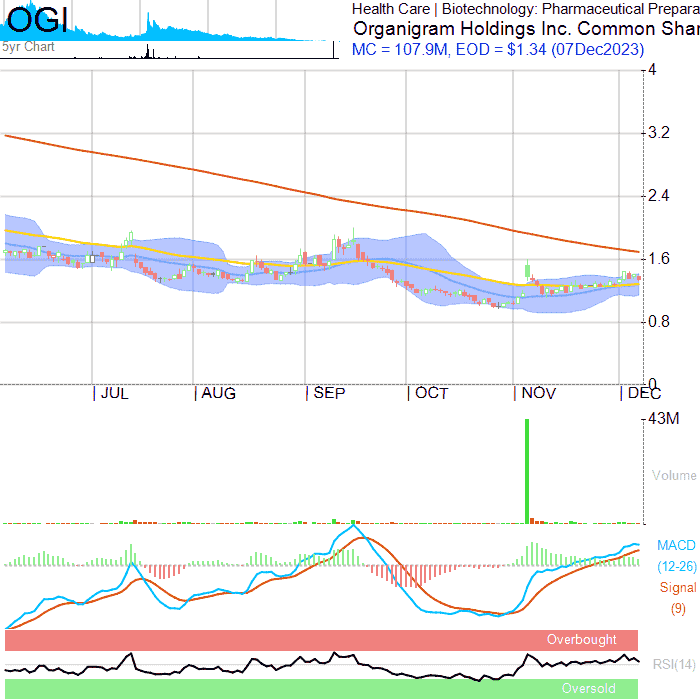 OGI
5yr Chart
Health Care | Biotechnology: Pharmaceutical Prepara
Organigram Holdings Inc. Common Shar
MC = 107.9M, EOD = $1.34 (07Dec2023)
4
3.2
2.4
1.6
0.8
0
JUL AUG SEP OCT NOV DEC
43M
Volume
MACD
(12-26)
Signal
(9)
Overbought
RSI(14)
Oversold